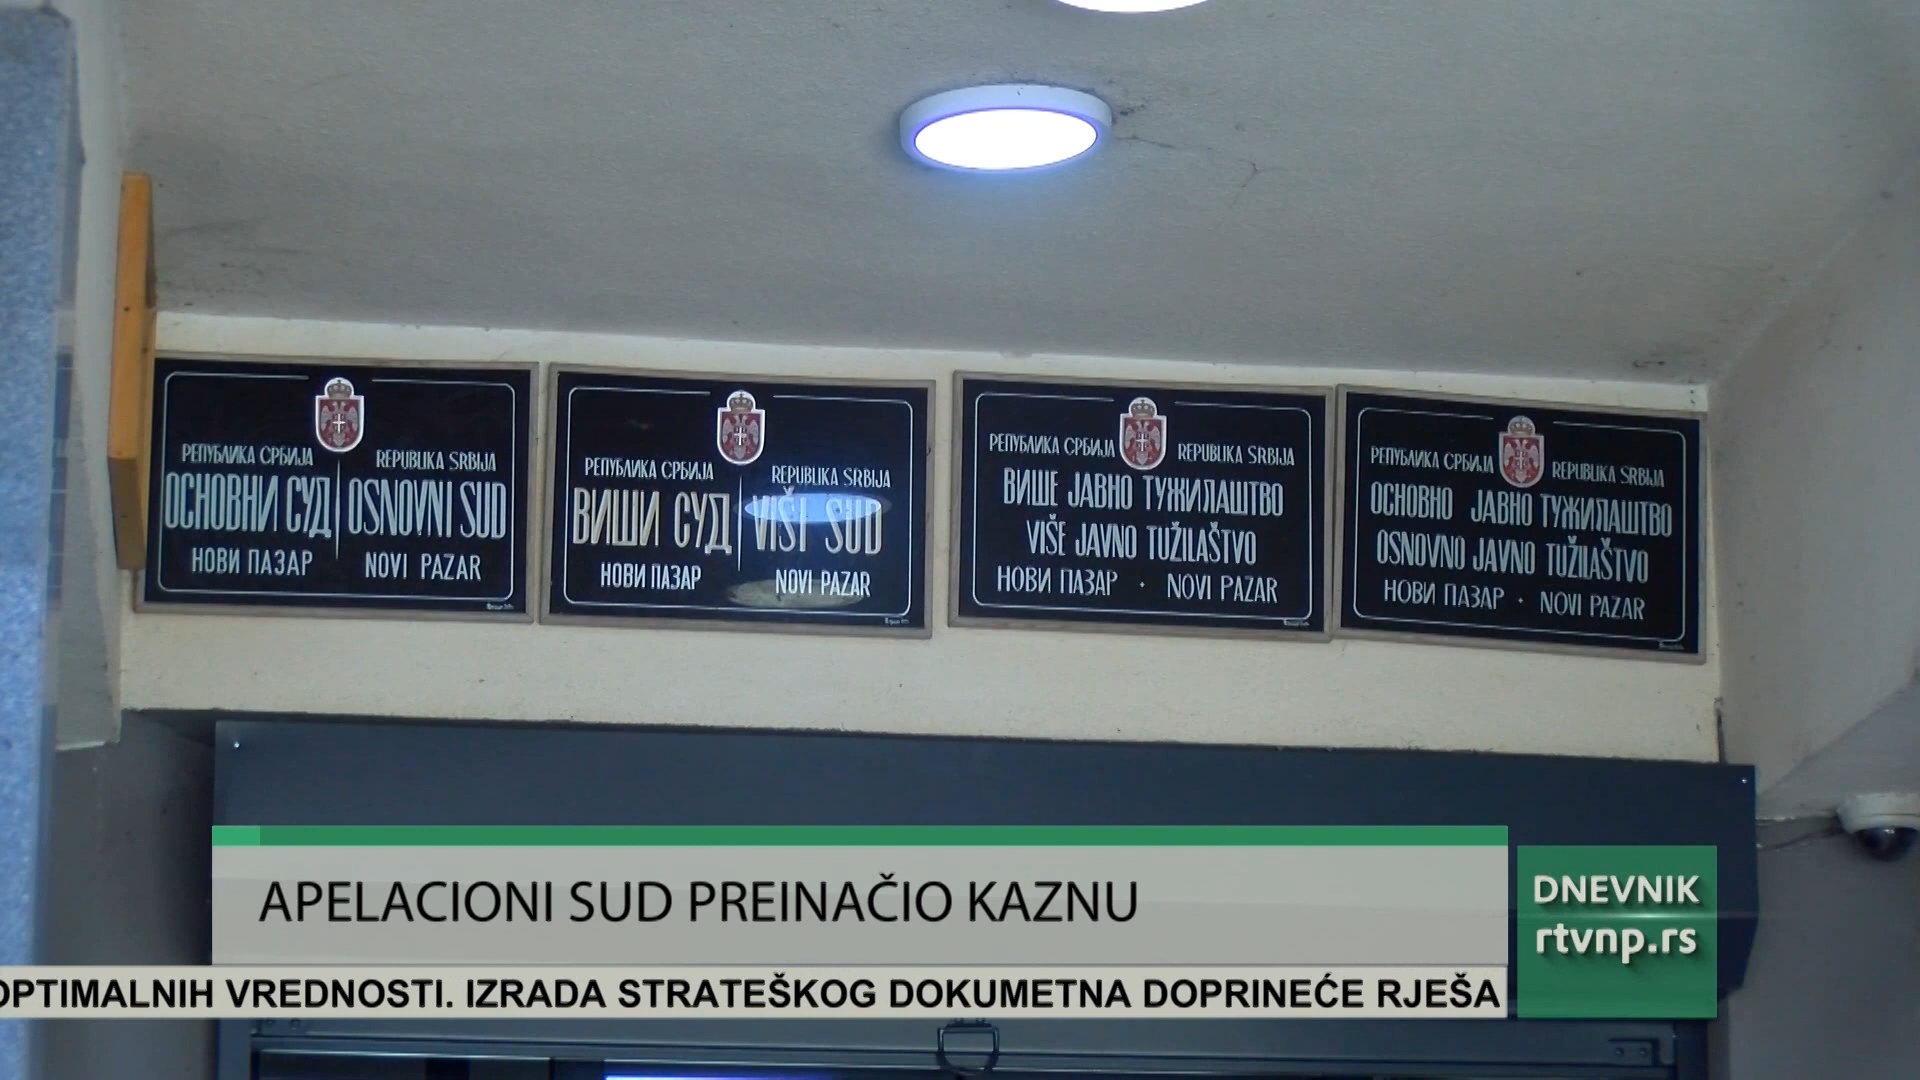 РЕПУБЛИКА СРБИЈА
REPUBLIKA SRBIJA
ОСНОВНИ СУД
OSNOVNI SUD
НОВИ ПАЗАР
NOVI PAZAR
РЕПУБЛИКА СРБИЈА
REPUBLIKA SRBIJA
ВИШИ СУД
VIŠI SUD
НОВИ ПАЗАР
NOVI PAZAR
РЕПУБЛИКА СРБИЈА
REPUBLIKA SRBIJA
ВИШЕ ЈАВНО ТУЖИЛАШТВО
VIŠE JAVNO TUŽILAŠTVO
НОВИ ПАЗАР · NOVI PAZAR
РЕПУБЛИКА СРБИЈА
REPUBLIKA SRBIJA
ОСНОВНО ЈАВНО ТУЖИЛАШТВО
OSNOVNO JAVNO TUŽILAŠTVO
НОВИ ПАЗАР · NOVI PAZAR
APELACIONI SUD PREINAČIO KAZNU
DNEVNIK
rtvnp.rs
OPTIMALNIH VREDNOSTI. IZRADA STRATEŠKOG DOKUMETNA DOPRINEĆE RJEŠA